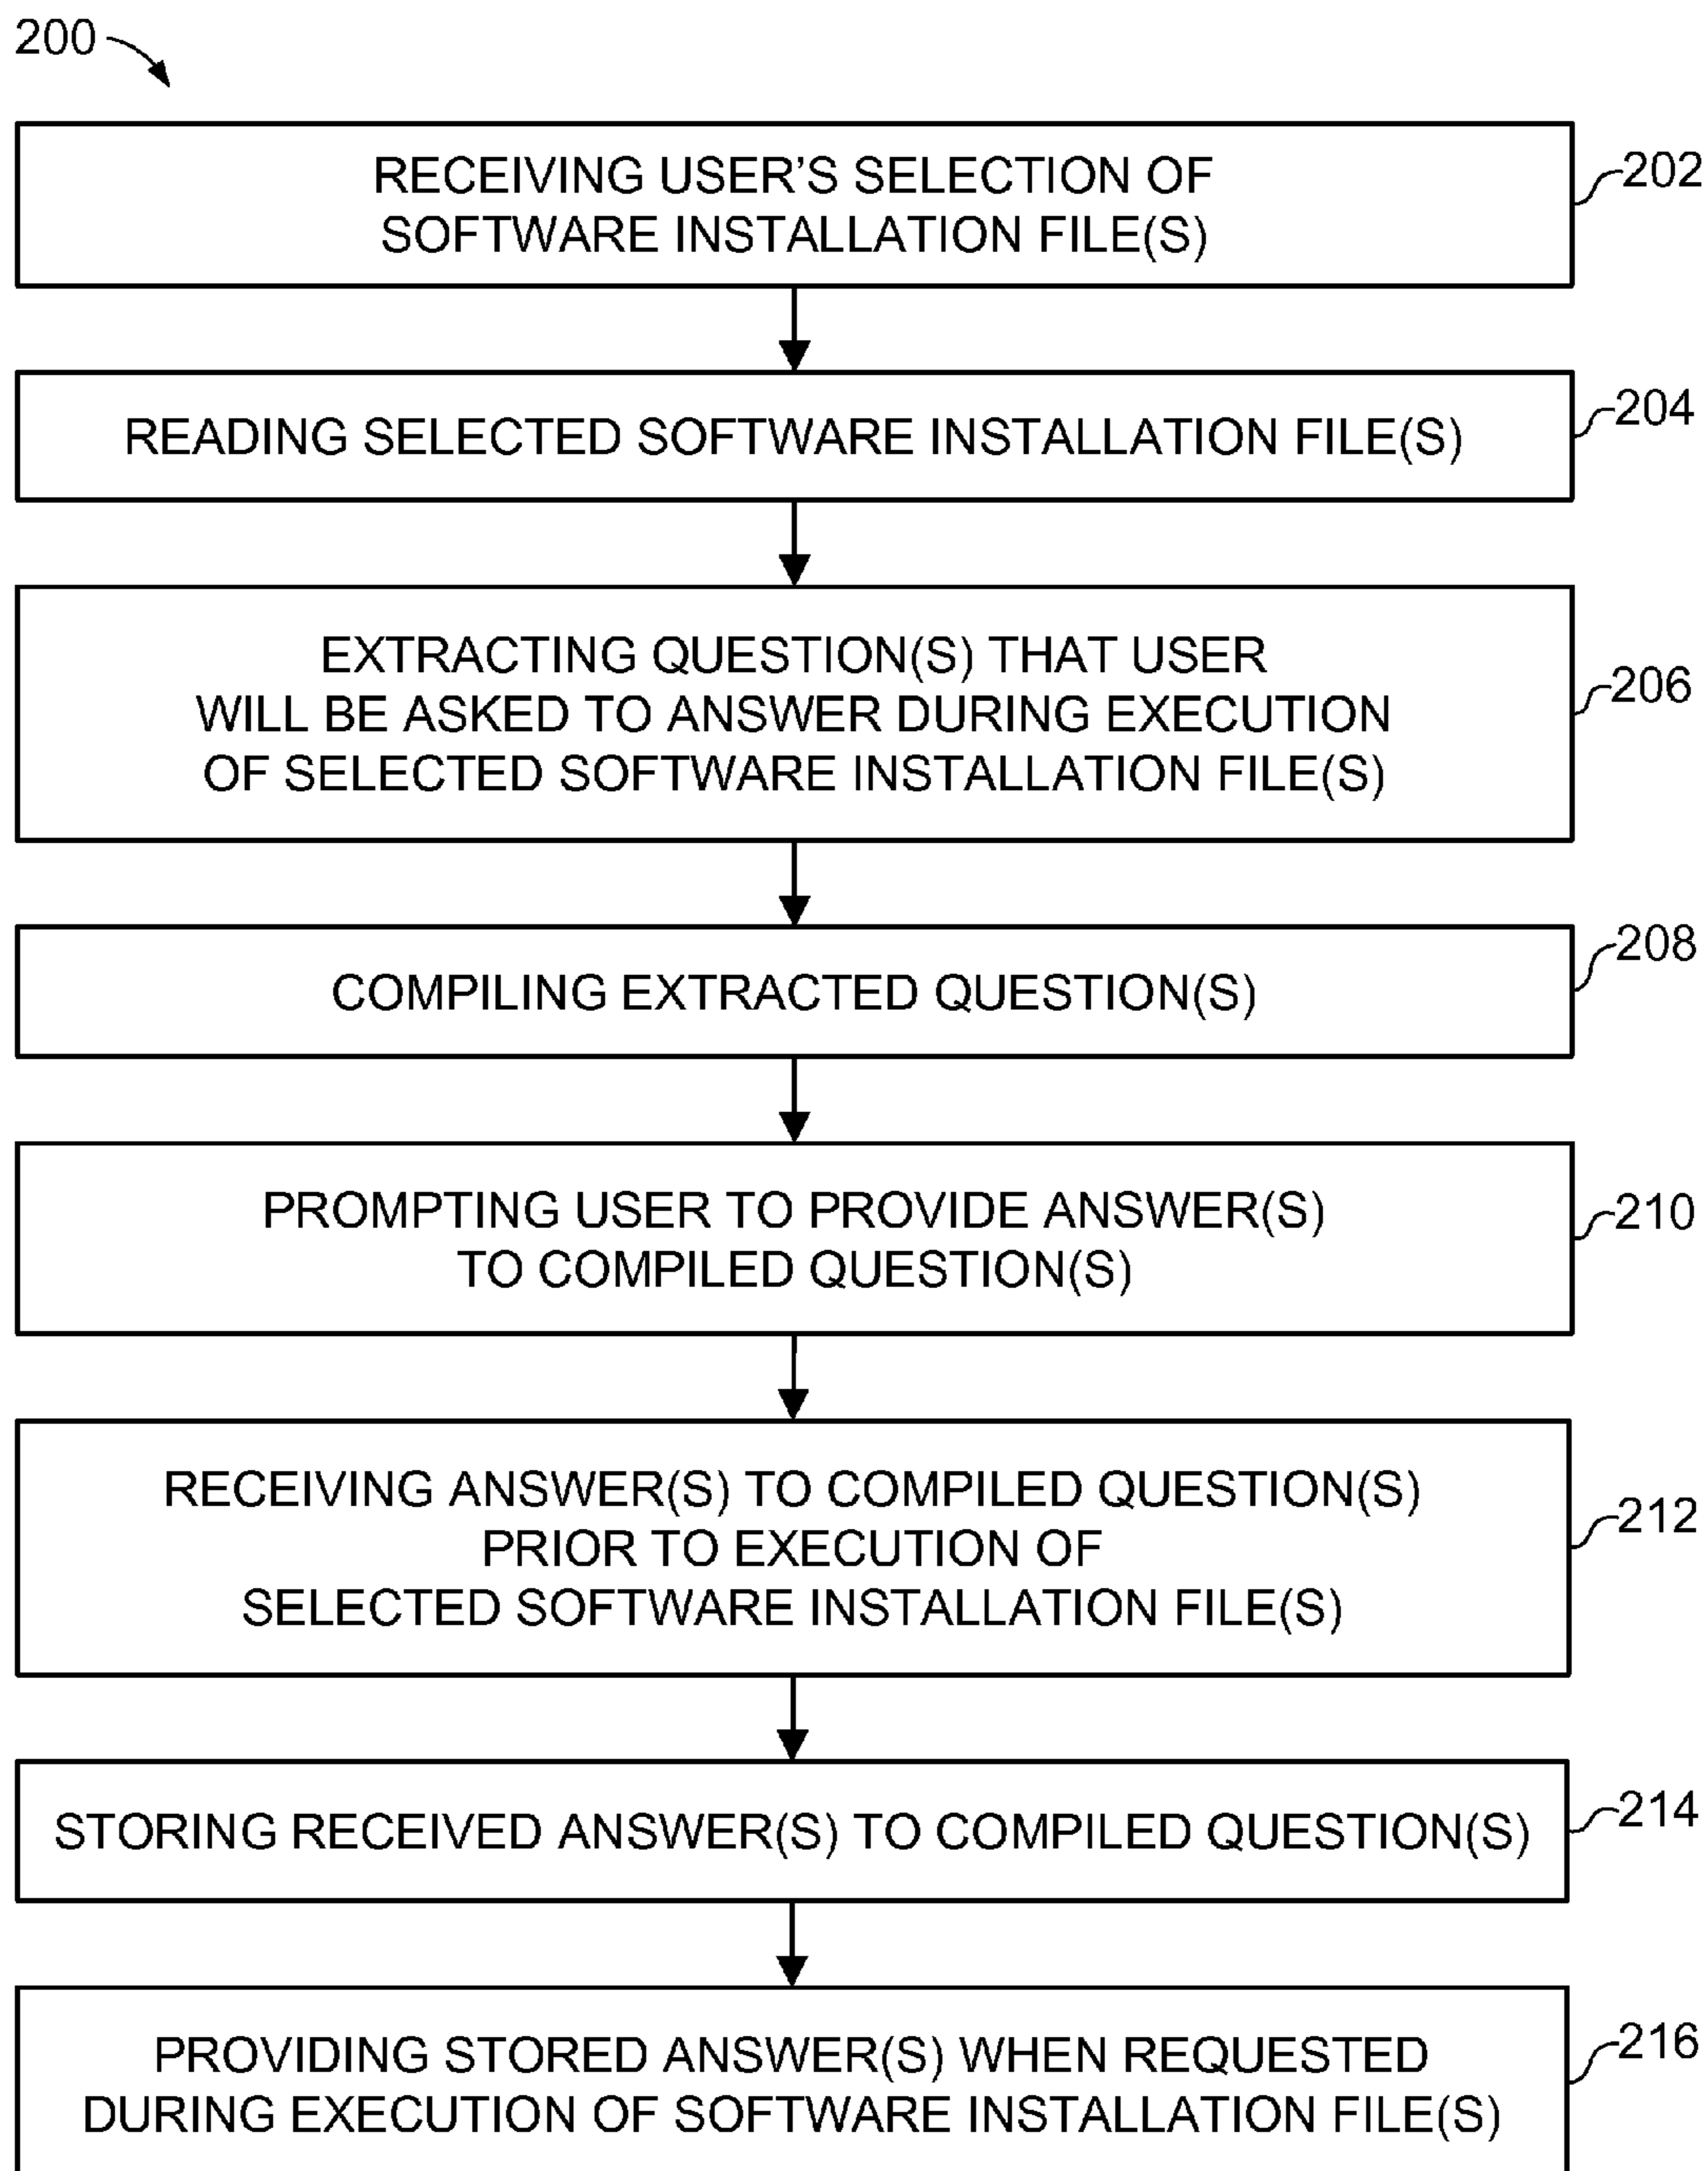 200
RECEIVING USER'S SELECTION OF
SOFTWARE INSTALLATION FILE(S)
202
READING SELECTED SOFTWARE INSTALLATION FILE(S)
204
EXTRACTING QUESTION(S) THAT USER
WILL BE ASKED TO ANSWER DURING EXECUTION
OF SELECTED SOFTWARE INSTALLATION FILE(S)
206
COMPILING EXTRACTED QUESTION(S)
208
PROMPTING USER TO PROVIDE ANSWER(S)
TO COMPILED QUESTION(S)
210
RECEIVING ANSWER(S) TO COMPILED QUESTION(S)
PRIOR TO EXECUTION OF
SELECTED SOFTWARE INSTALLATION FILE(S)
212
STORING RECEIVED ANSWER(S) TO COMPILED QUESTION(S)
214
PROVIDING STORED ANSWER(S) WHEN REQUESTED
DURING EXECUTION OF SOFTWARE INSTALLATION FILE(S)
216